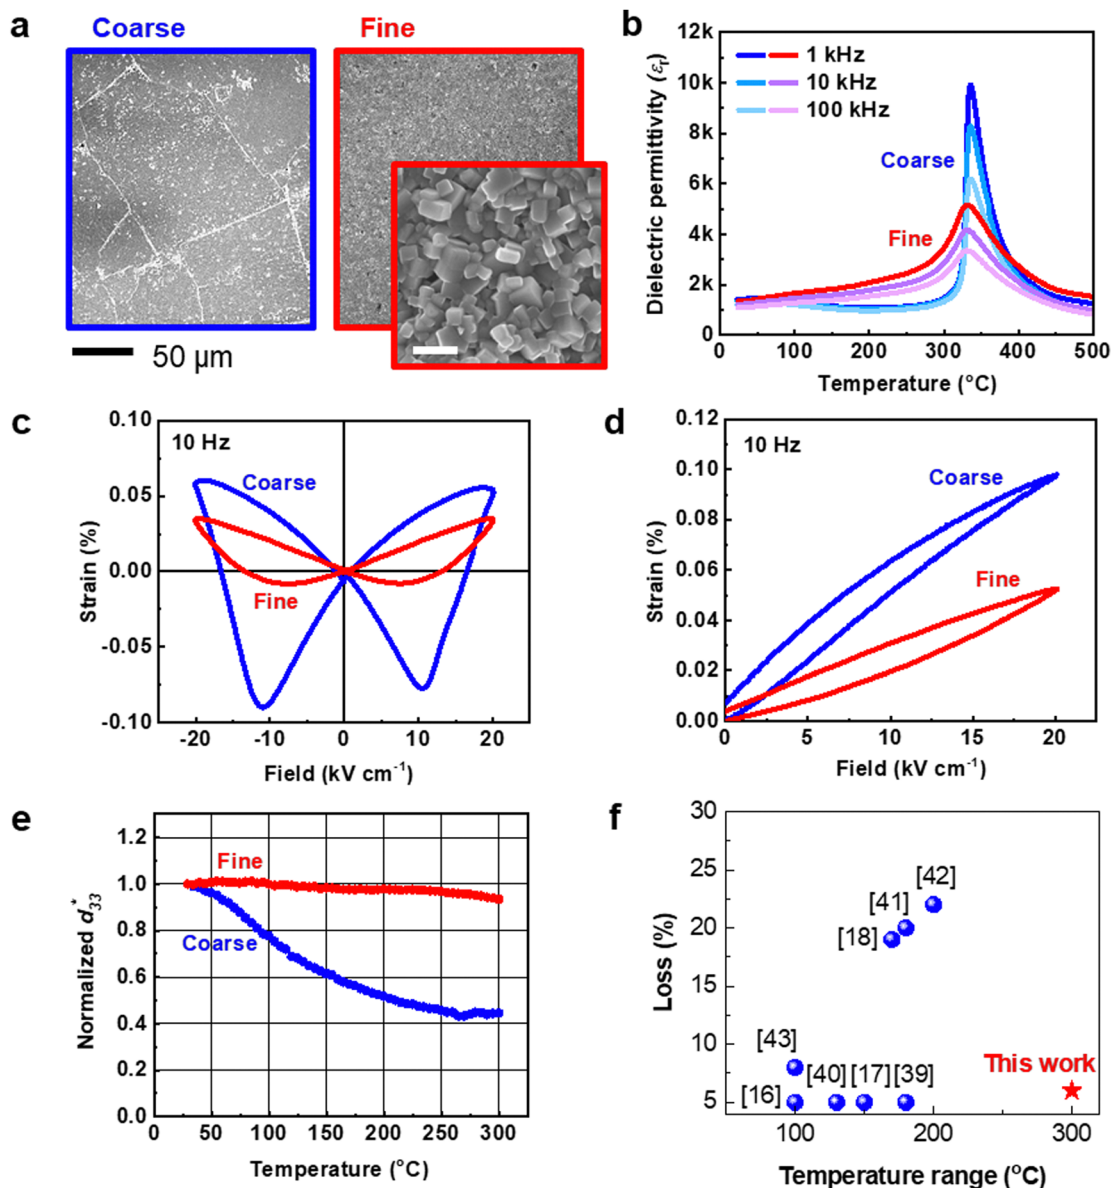 a
Coarse
Fine
50 μm
b
12k
10k
8k
6k
4k
2k
0
1 kHz
10 kHz
100 kHz
Coarse
Fine
Dielectric permittivity (εr)
0
100
200
300
400
500
Temperature (°C)
c
0.10
0.05
0.00
-0.05
-0.10
10 Hz
Coarse
Fine
Strain (%)
-20
-10
0
10
20
Field (kV cm⁻¹)
d
0.12
0.10
0.08
0.06
0.04
0.02
0.00
10 Hz
Coarse
Fine
Strain (%)
0
5
10
15
20
Field (kV cm⁻¹)
e
1.2
1.0
0.8
0.6
0.4
0.2
0.0
Fine
Coarse
Normalized d*33
0
50
100
150
200
250
300
Temperature (°C)
f
30
25
20
15
10
5
[42]
[41]
[18]
[43]
[40]
[17]
[39]
[16]
This work
Loss (%)
100
200
300
Temperature range (°C)